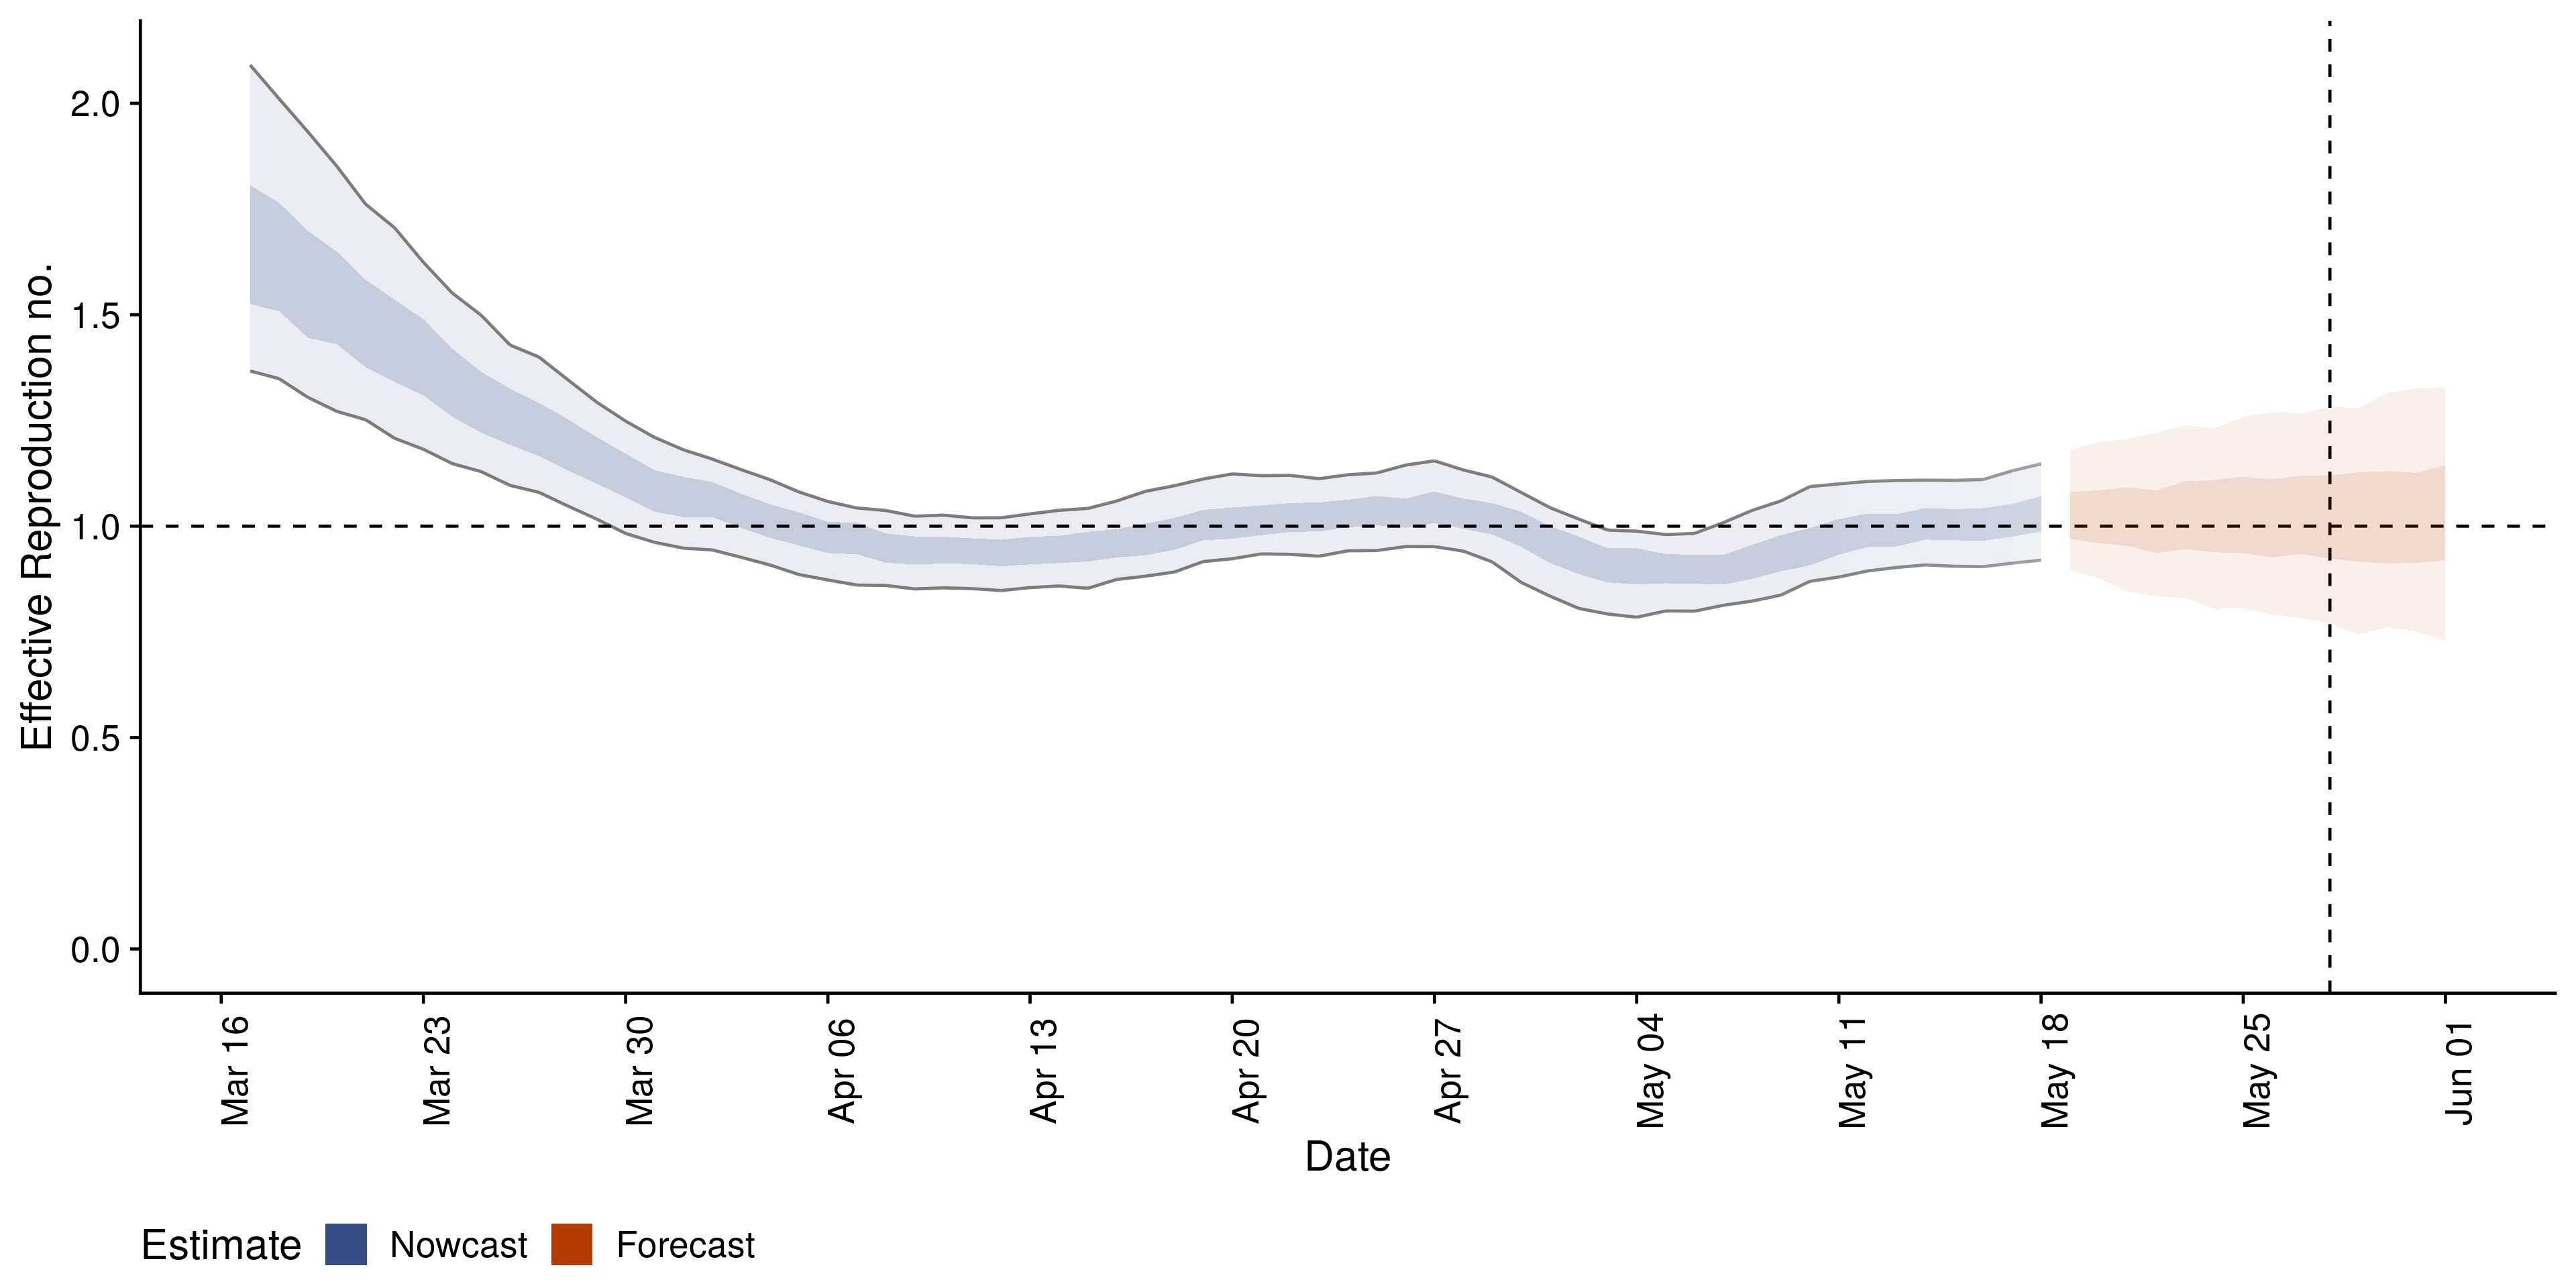 Effective Reproduction no.
2.0
1.5
1.0
0.5
0.0
Mar 16
Mar 23
Mar 30
Apr 06
Apr 13
Apr 20
Apr 27
May 04
May 11
May 18
May 25
Jun 01
Date
Estimate Nowcast Forecast